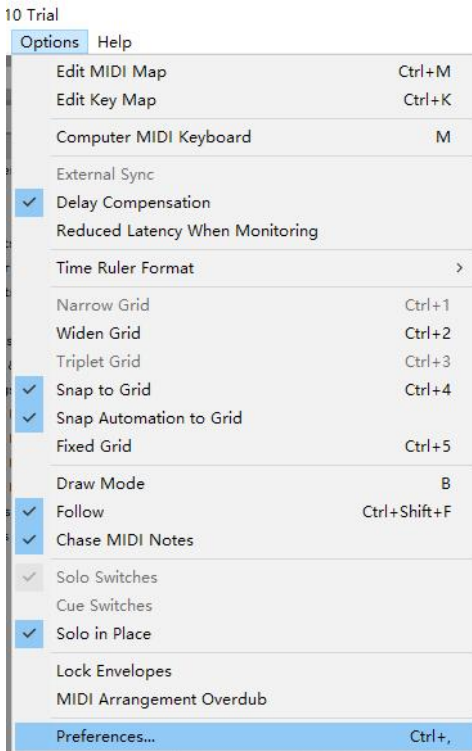 10 Trial
Options Help
Edit MIDI Map Ctrl+M
Edit Key Map Ctrl+K
Computer MIDI Keyboard M
External Sync
Delay Compensation
Reduced Latency When Monitoring
Time Ruler Format >
Narrow Grid Ctrl+1
Widen Grid Ctrl+2
Triplet Grid Ctrl+3
Snap to Grid Ctrl+4
Snap Automation to Grid
Fixed Grid Ctrl+5
Draw Mode B
Follow Ctrl+Shift+F
Chase MIDI Notes
Solo Switches
Cue Switches
Solo in Place
Lock Envelopes
MIDI Arrangement Overdub
Preferences... Ctrl+,